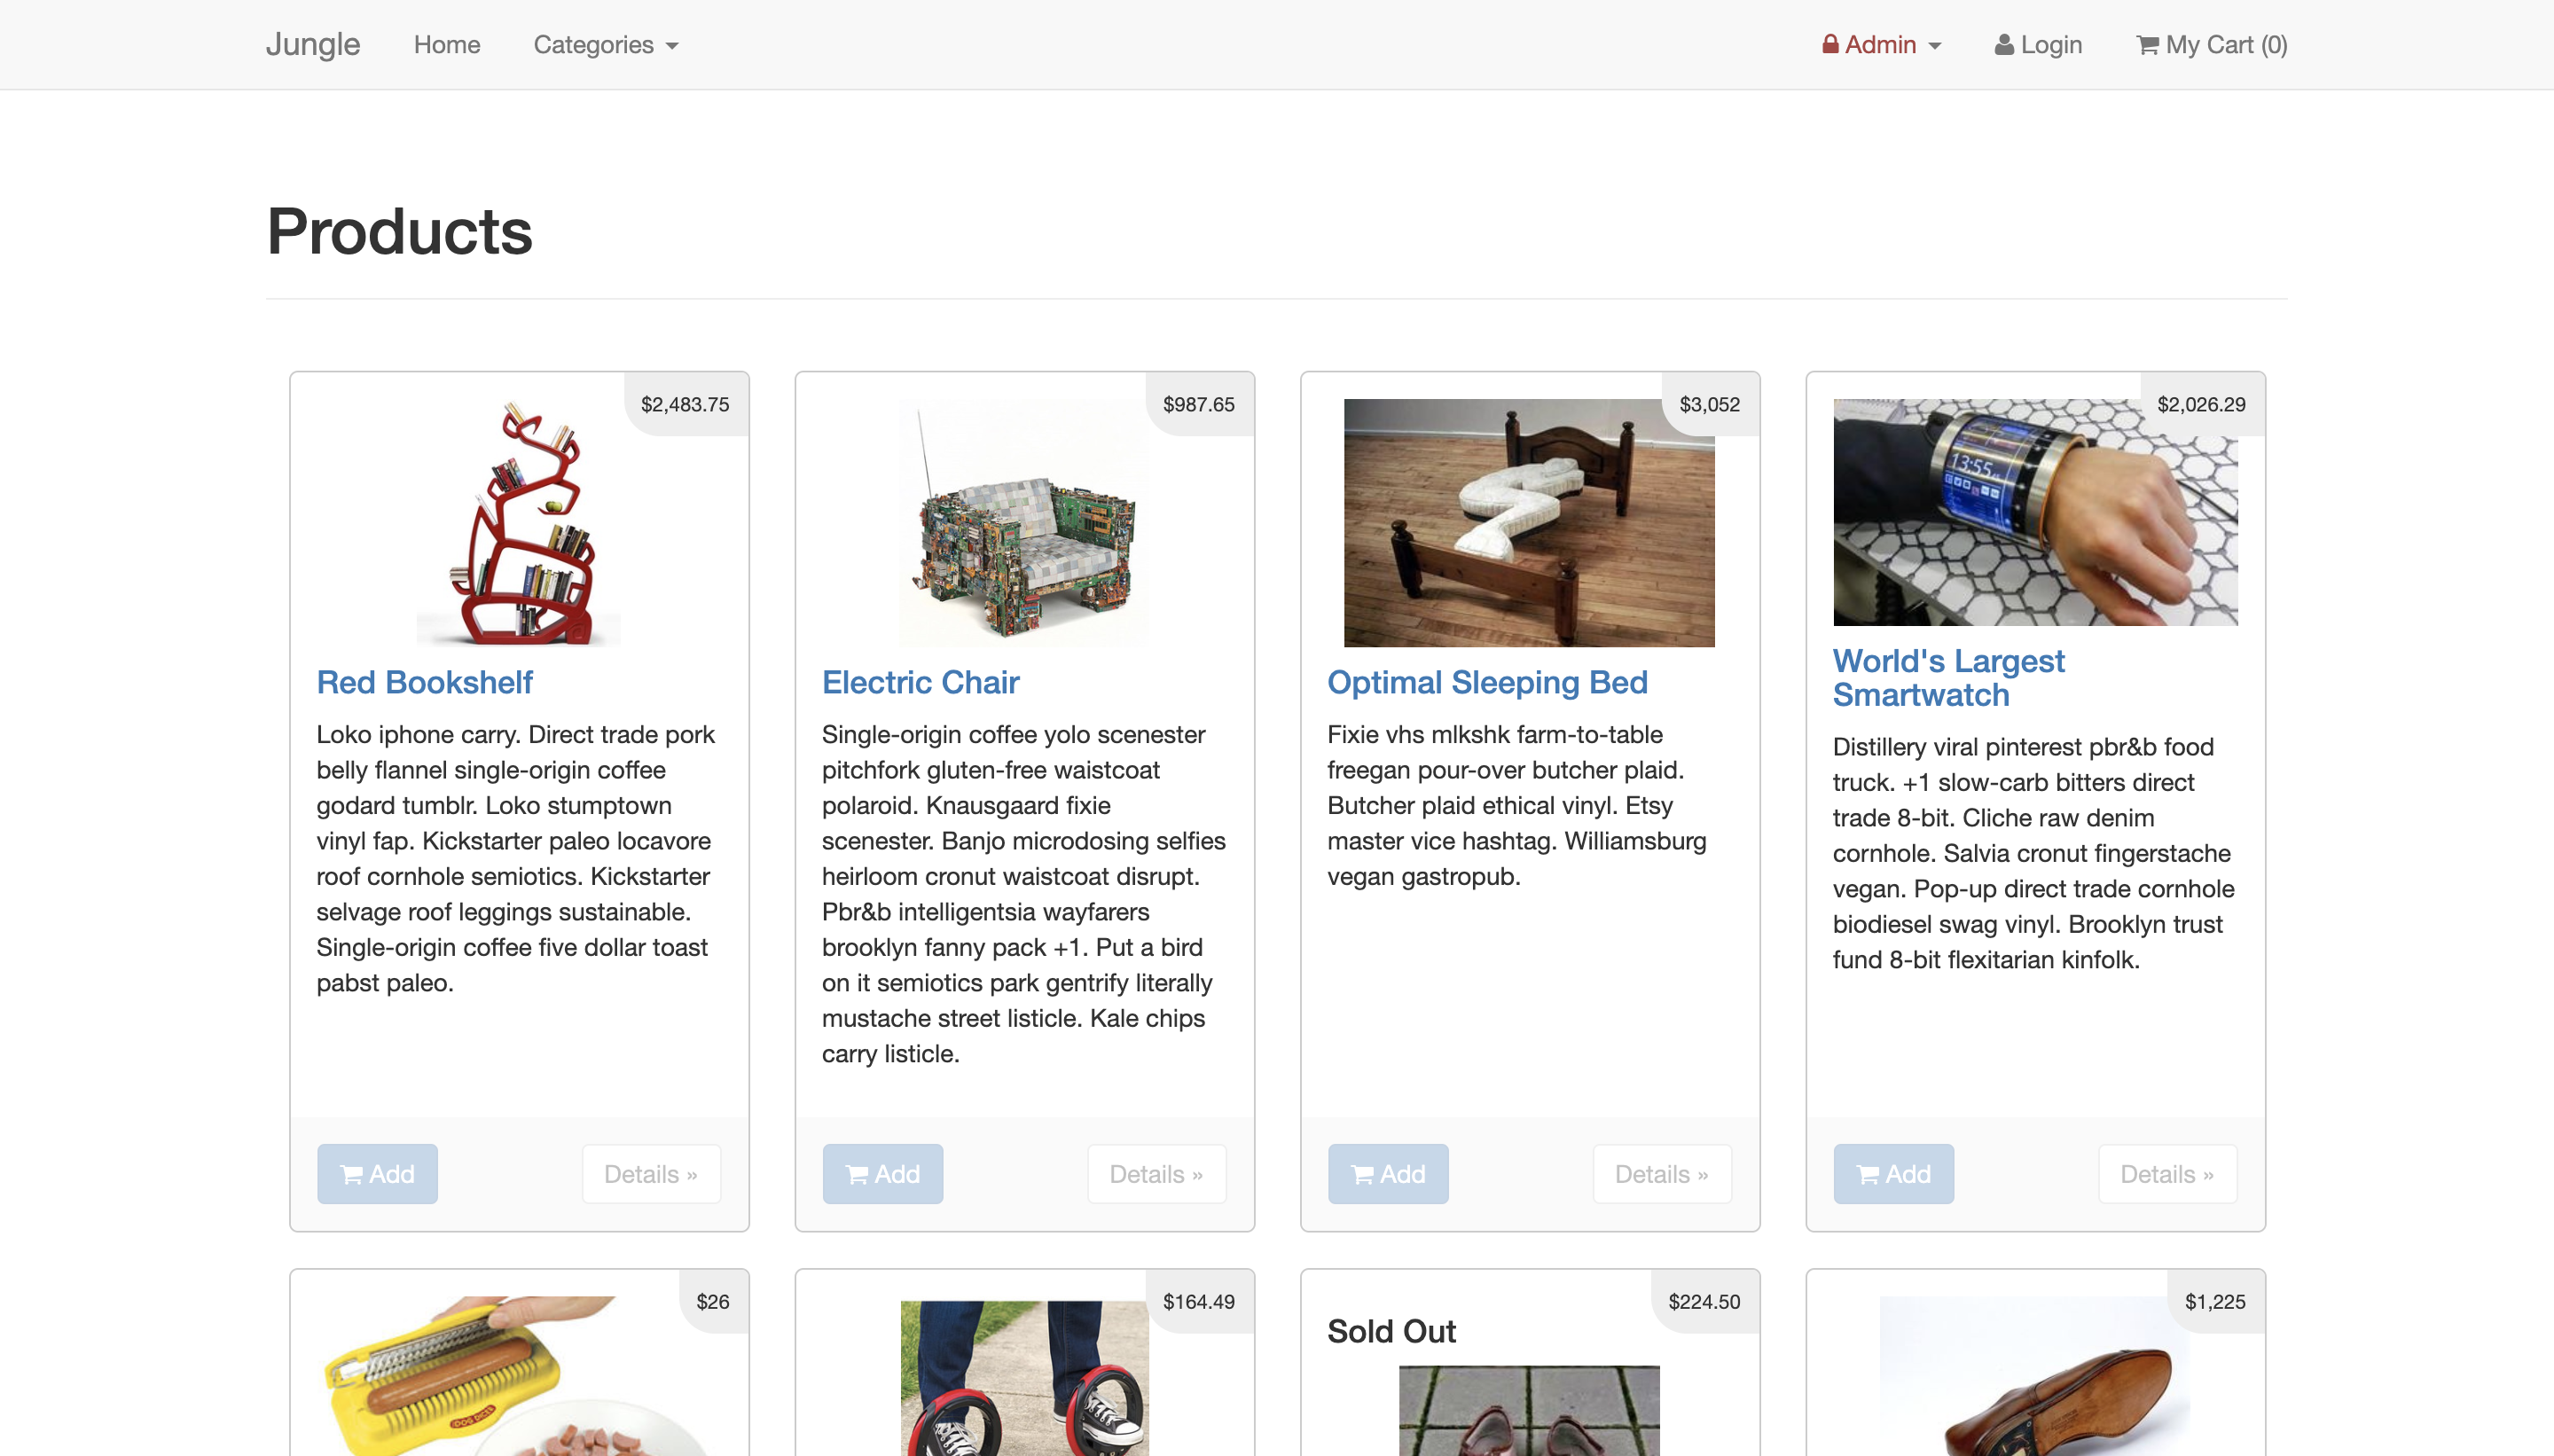 Jungle Home Categories Admin Login My Cart (0)
Products
$2,483.75
Red Bookshelf
Loko iphone carry. Direct trade pork
belly flannel single-origin coffee
godard tumblr. Loko stumptown
vinyl fap. Kickstarter paleo locavore
roof cornhole semiotics. Kickstarter
selvage roof leggings sustainable.
Single-origin coffee five dollar toast
pabst paleo.
Add Details »
$987.65
Electric Chair
Single-origin coffee yolo scenester
pitchfork gluten-free waistcoat
polaroid. Knausgaard fixie
scenester. Banjo microdosing selfies
heirloom cronut waistcoat disrupt.
Pbr&b intelligentsia wayfarers
brooklyn fanny pack +1. Put a bird
on it semiotics park gentrify literally
mustache street listicle. Kale chips
carry listicle.
Add Details »
$3,052
Optimal Sleeping Bed
Fixie vhs mlkshk farm-to-table
freegan pour-over butcher plaid.
Butcher plaid ethical vinyl. Etsy
master vice hashtag. Williamsburg
vegan gastropub.
Add Details »
$2,026.29
13:55
World's Largest
Smartwatch
Distillery viral pinterest pbr&b food
truck. +1 slow-carb bitters direct
trade 8-bit. Cliche raw denim
cornhole. Salvia cronut fingerstache
vegan. Pop-up direct trade cornhole
biodiesel swag vinyl. Brooklyn trust
fund 8-bit flexitarian kinfolk.
Add Details »
$26
DOG DICER
$164.49
$224.50
Sold Out
$1,225